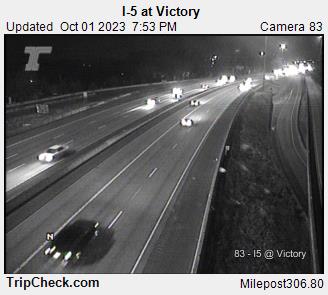 I-5 at Victory
Updated Oct 01 2023 7:53 PM Camera 83
T
N
83 - I5 @ Victory
TripCheck.com Milepost306.80